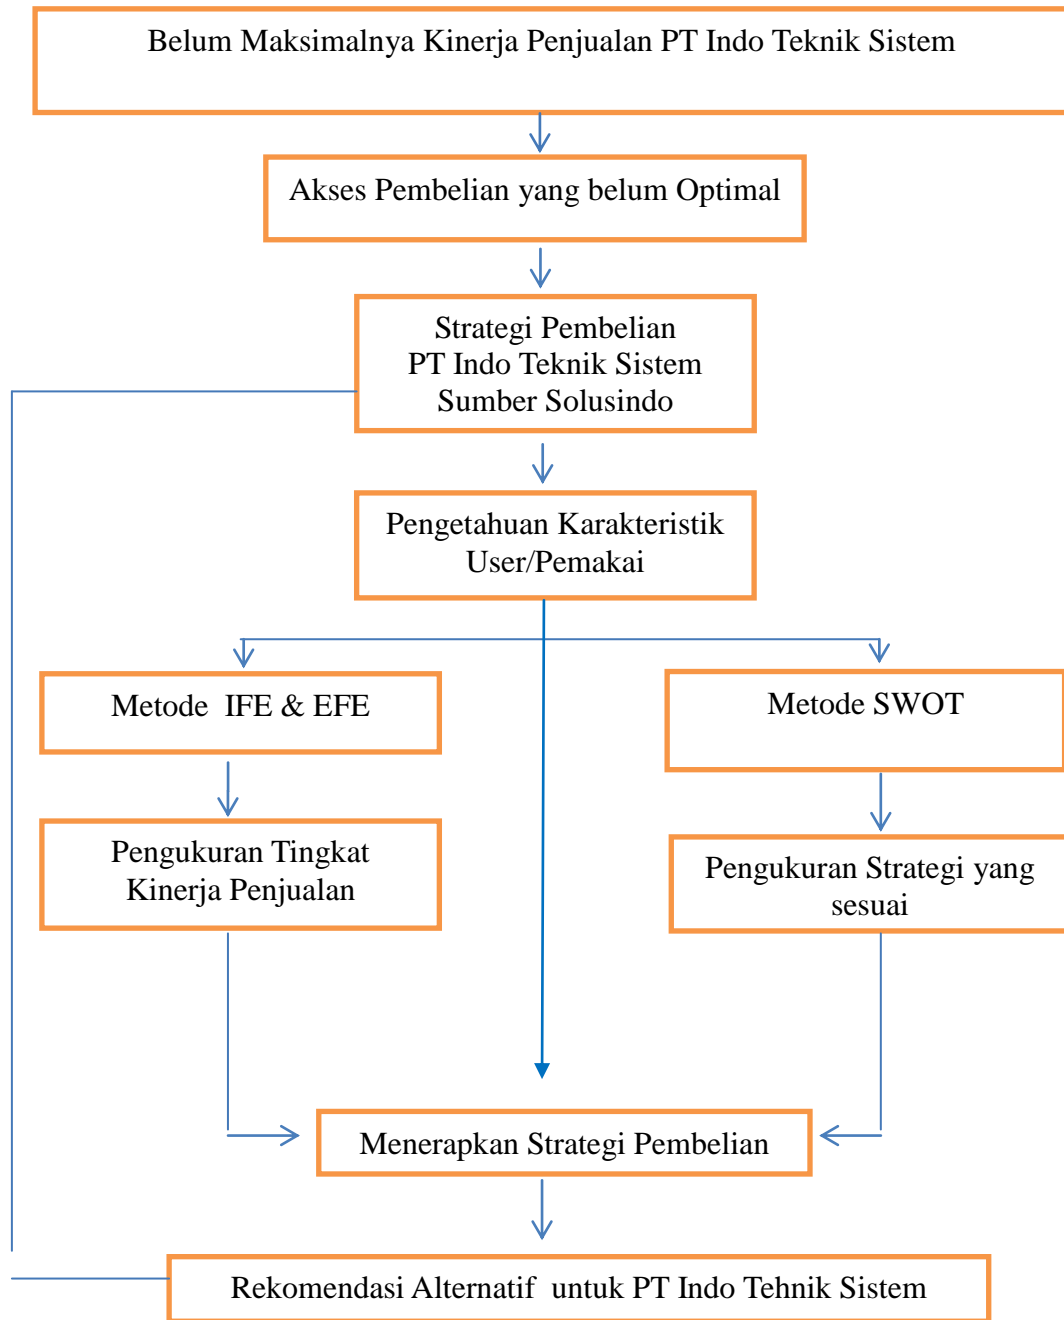 Belum Maksimalnya Kinerja Penjualan PT Indo Teknik Sistem
Akses Pembelian yang belum Optimal
Strategi Pembelian
PT Indo Teknik Sistem
Sumber Solusindo
Pengetahuan Karakteristik
User/Pemakai
Metode IFE & EFE
Metode SWOT
Pengukuran Tingkat
Kinerja Penjualan
Pengukuran Strategi yang
sesuai
Menerapkan Strategi Pembelian
Rekomendasi Alternatif untuk PT Indo Tehnik Sistem